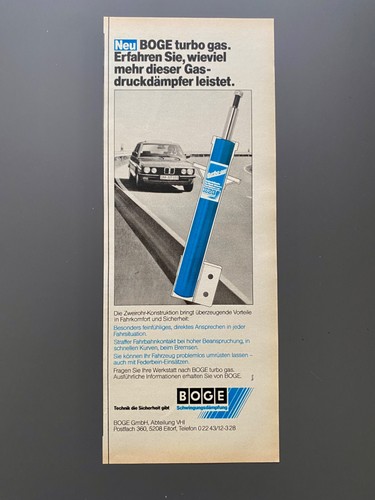 Neu BOGE turbo gas.
Erfahren Sie, wieviel
mehr dieser Gas-
druckdämpfer leistet.
Die Zweirohr-Konstruktion bringt überzeugende Vorteile
in Fahrkomfort und Sicherheit:
Besonders feinfühliges, direktes Ansprechen in jeder
Fahrsituation.
Straffer Fahrbahnkontakt bei hoher Beanspruchung, in
schnellen Kurven, beim Bremsen.
Sie können Ihr Fahrzeug problemlos umrüsten lassen –
auch mit Federbein-Einsätzen.
Fragen Sie Ihre Werkstatt nach BOGE turbo gas.
Ausführliche Informationen erhalten Sie von BOGE.
BOGE
Technik die Sicherheit gibt Schwingungsdämpfung
BOGE GmbH, Abteilung VHI
Postfach 360, 5208 Eitorf, Telefon 0 22 43/12-3 28